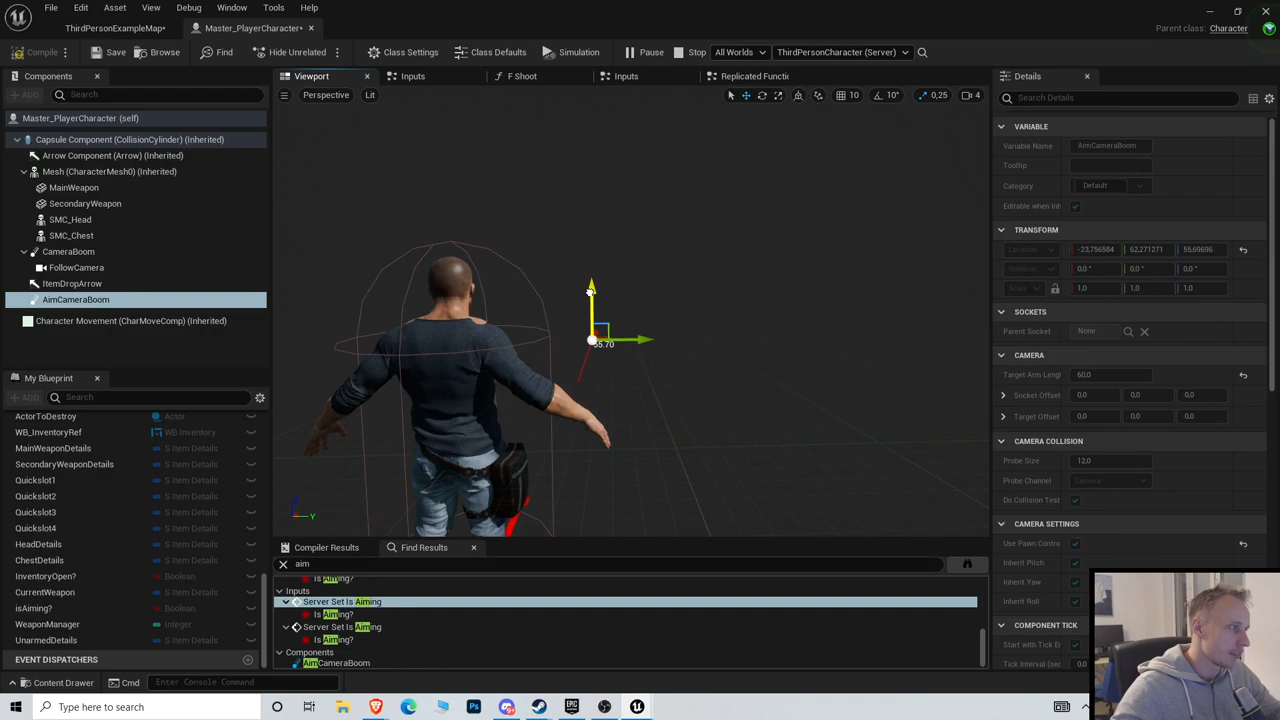 File Edit Asset View Debug Window Tools Help
ThirdPersonExampleMap*
Master_PlayerCharacter*
Parent class: Character
Compile
Save
Browse
Find
Hide Unrelated
Class Settings
Class Defaults
Simulation
Pause
Stop
All Worlds
ThirdPersonCharacter (Server)
Components
ADD
Search
Master_PlayerCharacter (self)
Capsule Component (CollisionCylinder) (Inherited)
Arrow Component (Arrow) (Inherited)
Mesh (CharacterMesh0) (Inherited)
MainWeapon
SecondaryWeapon
SMC_Head
SMC_Chest
CameraBoom
FollowCamera
ItemDropArrow
AimCameraBoom
Character Movement (CharMoveComp) (Inherited)
My Blueprint
ADD
Search
ActorToDestroy Actor
WB_InventoryRef WB Inventory
MainWeaponDetails S Item Details
SecondaryWeaponDetails S Item Details
Quickslot1 S Item Details
Quickslot2 S Item Details
Quickslot3 S Item Details
Quickslot4 S Item Details
HeadDetails S Item Details
ChestDetails S Item Details
InventoryOpen? Boolean
CurrentWeapon S Item Details
isAiming? Boolean
WeaponManager Integer
UnarmedDetails S Item Details
EVENT DISPATCHERS
Viewport
Inputs
F Shoot
Inputs
Replicated Functi
Perspective
Lit
10
10°
0,25
4
55.70
Z
Y
Compiler Results
Find Results
aim
Is Aiming?
Inputs
Server Set Is Aiming
Is Aiming?
Server Set Is Aiming
Is Aiming?
Components
AimCameraBoom
Details
Search Details
VARIABLE
Variable Name AimCameraBoom
Tooltip
Category Default
Editable when Inh
TRANSFORM
Location -23,756584 62,271271 55,69695
Rotation 0,0 ° 0,0 ° 0,0 °
Scale 1,0 1,0 1,0
SOCKETS
Parent Socket None
CAMERA
Target Arm Leng 60,0
Socket Offset 0,0 0,0 0,0
Target Offset 0,0 0,0 0,0
CAMERA COLLISION
Probe Size 12,0
Probe Channel Camera
Do Collision Test
CAMERA SETTINGS
Use Pawn Contro
Inherit Pitch
Inherit Yaw
Inherit Roll
COMPONENT TICK
Start with Tick E
Tick Interval (sec 0,0
Content Drawer
Cmd
Enter Console Command
Type here to search